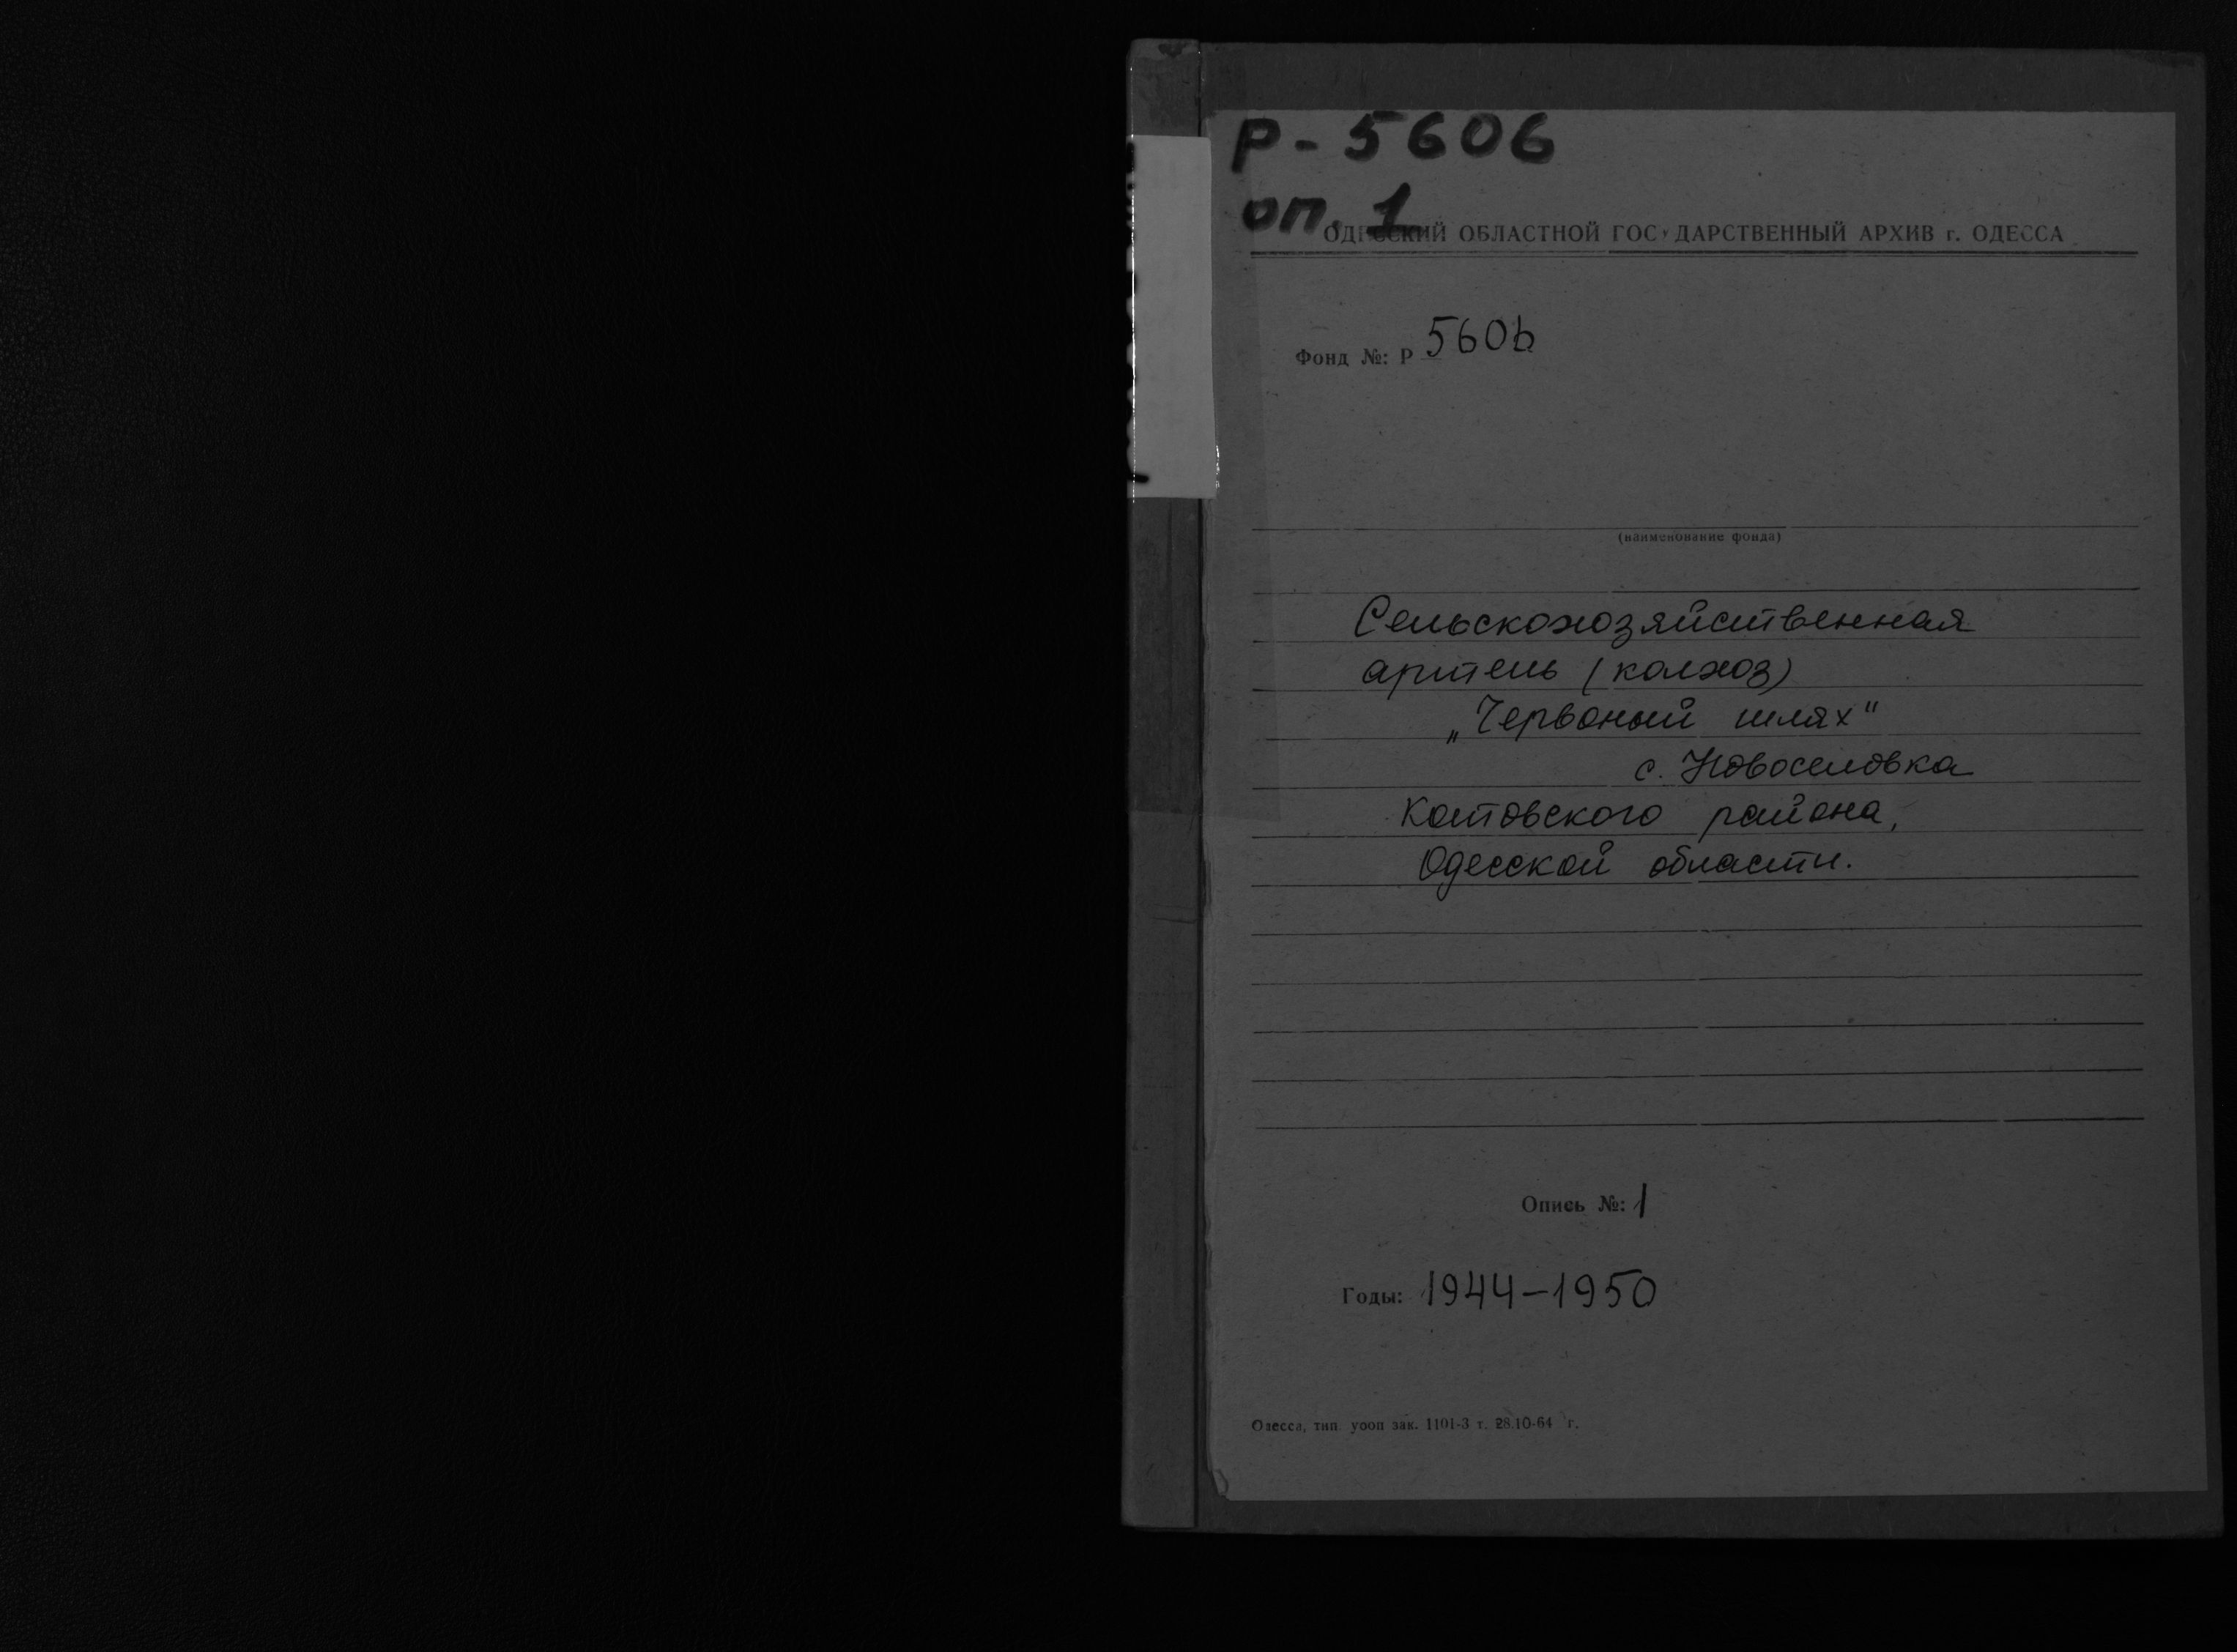 Р-5606
оп. 1
ОДЕССКИЙ ОБЛАСТНОЙ ГОСУДАРСТВЕННЫЙ АРХИВ г. ОДЕССА
Фонд №: Р 5606
(наименование фонда)
Сельскохозяйственная
артель (колхоз)
„Червоный шлях"
с. Новоселовка
Котовского района,
Одесской области.
Опись №: 1
Годы: 1944-1950
Одесса, тип. уооп зак. 1101-3 т. 28.10-64 г.